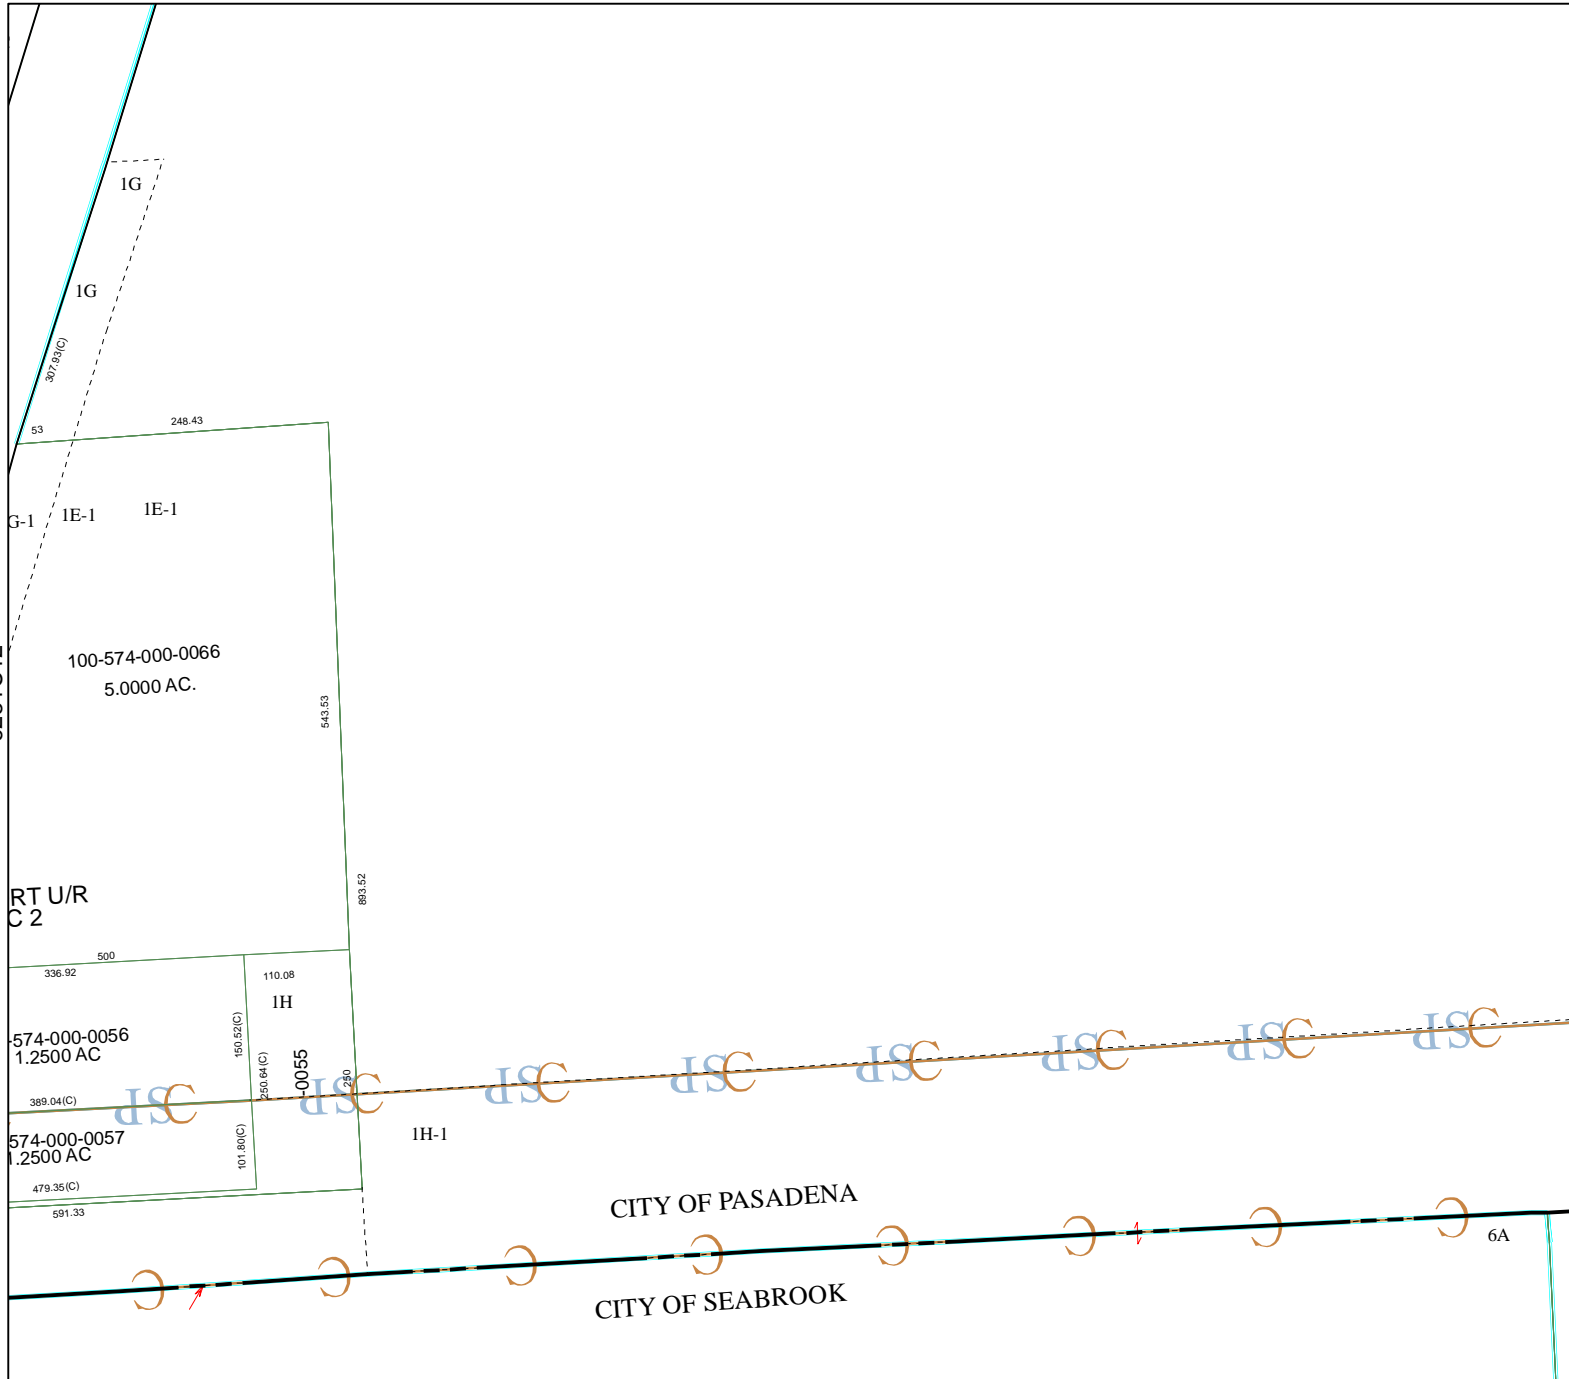 1G
1G
307.93(C)
53
248.43
G-1
1E-1
1E-1
100-574-000-0066
5.0000 AC.
543.53
893.52
RT U/R
C 2
500
336.92
110.08
1H
150.52(C)
-574-000-0056
1.2500 AC
250.64(C)
-0055
250
389.04(C)
574-000-0057
1.2500 AC
101.80(C)
1H-1
479.35(C)
591.33
CITY OF PASADENA
6A
CITY OF SEABROOK